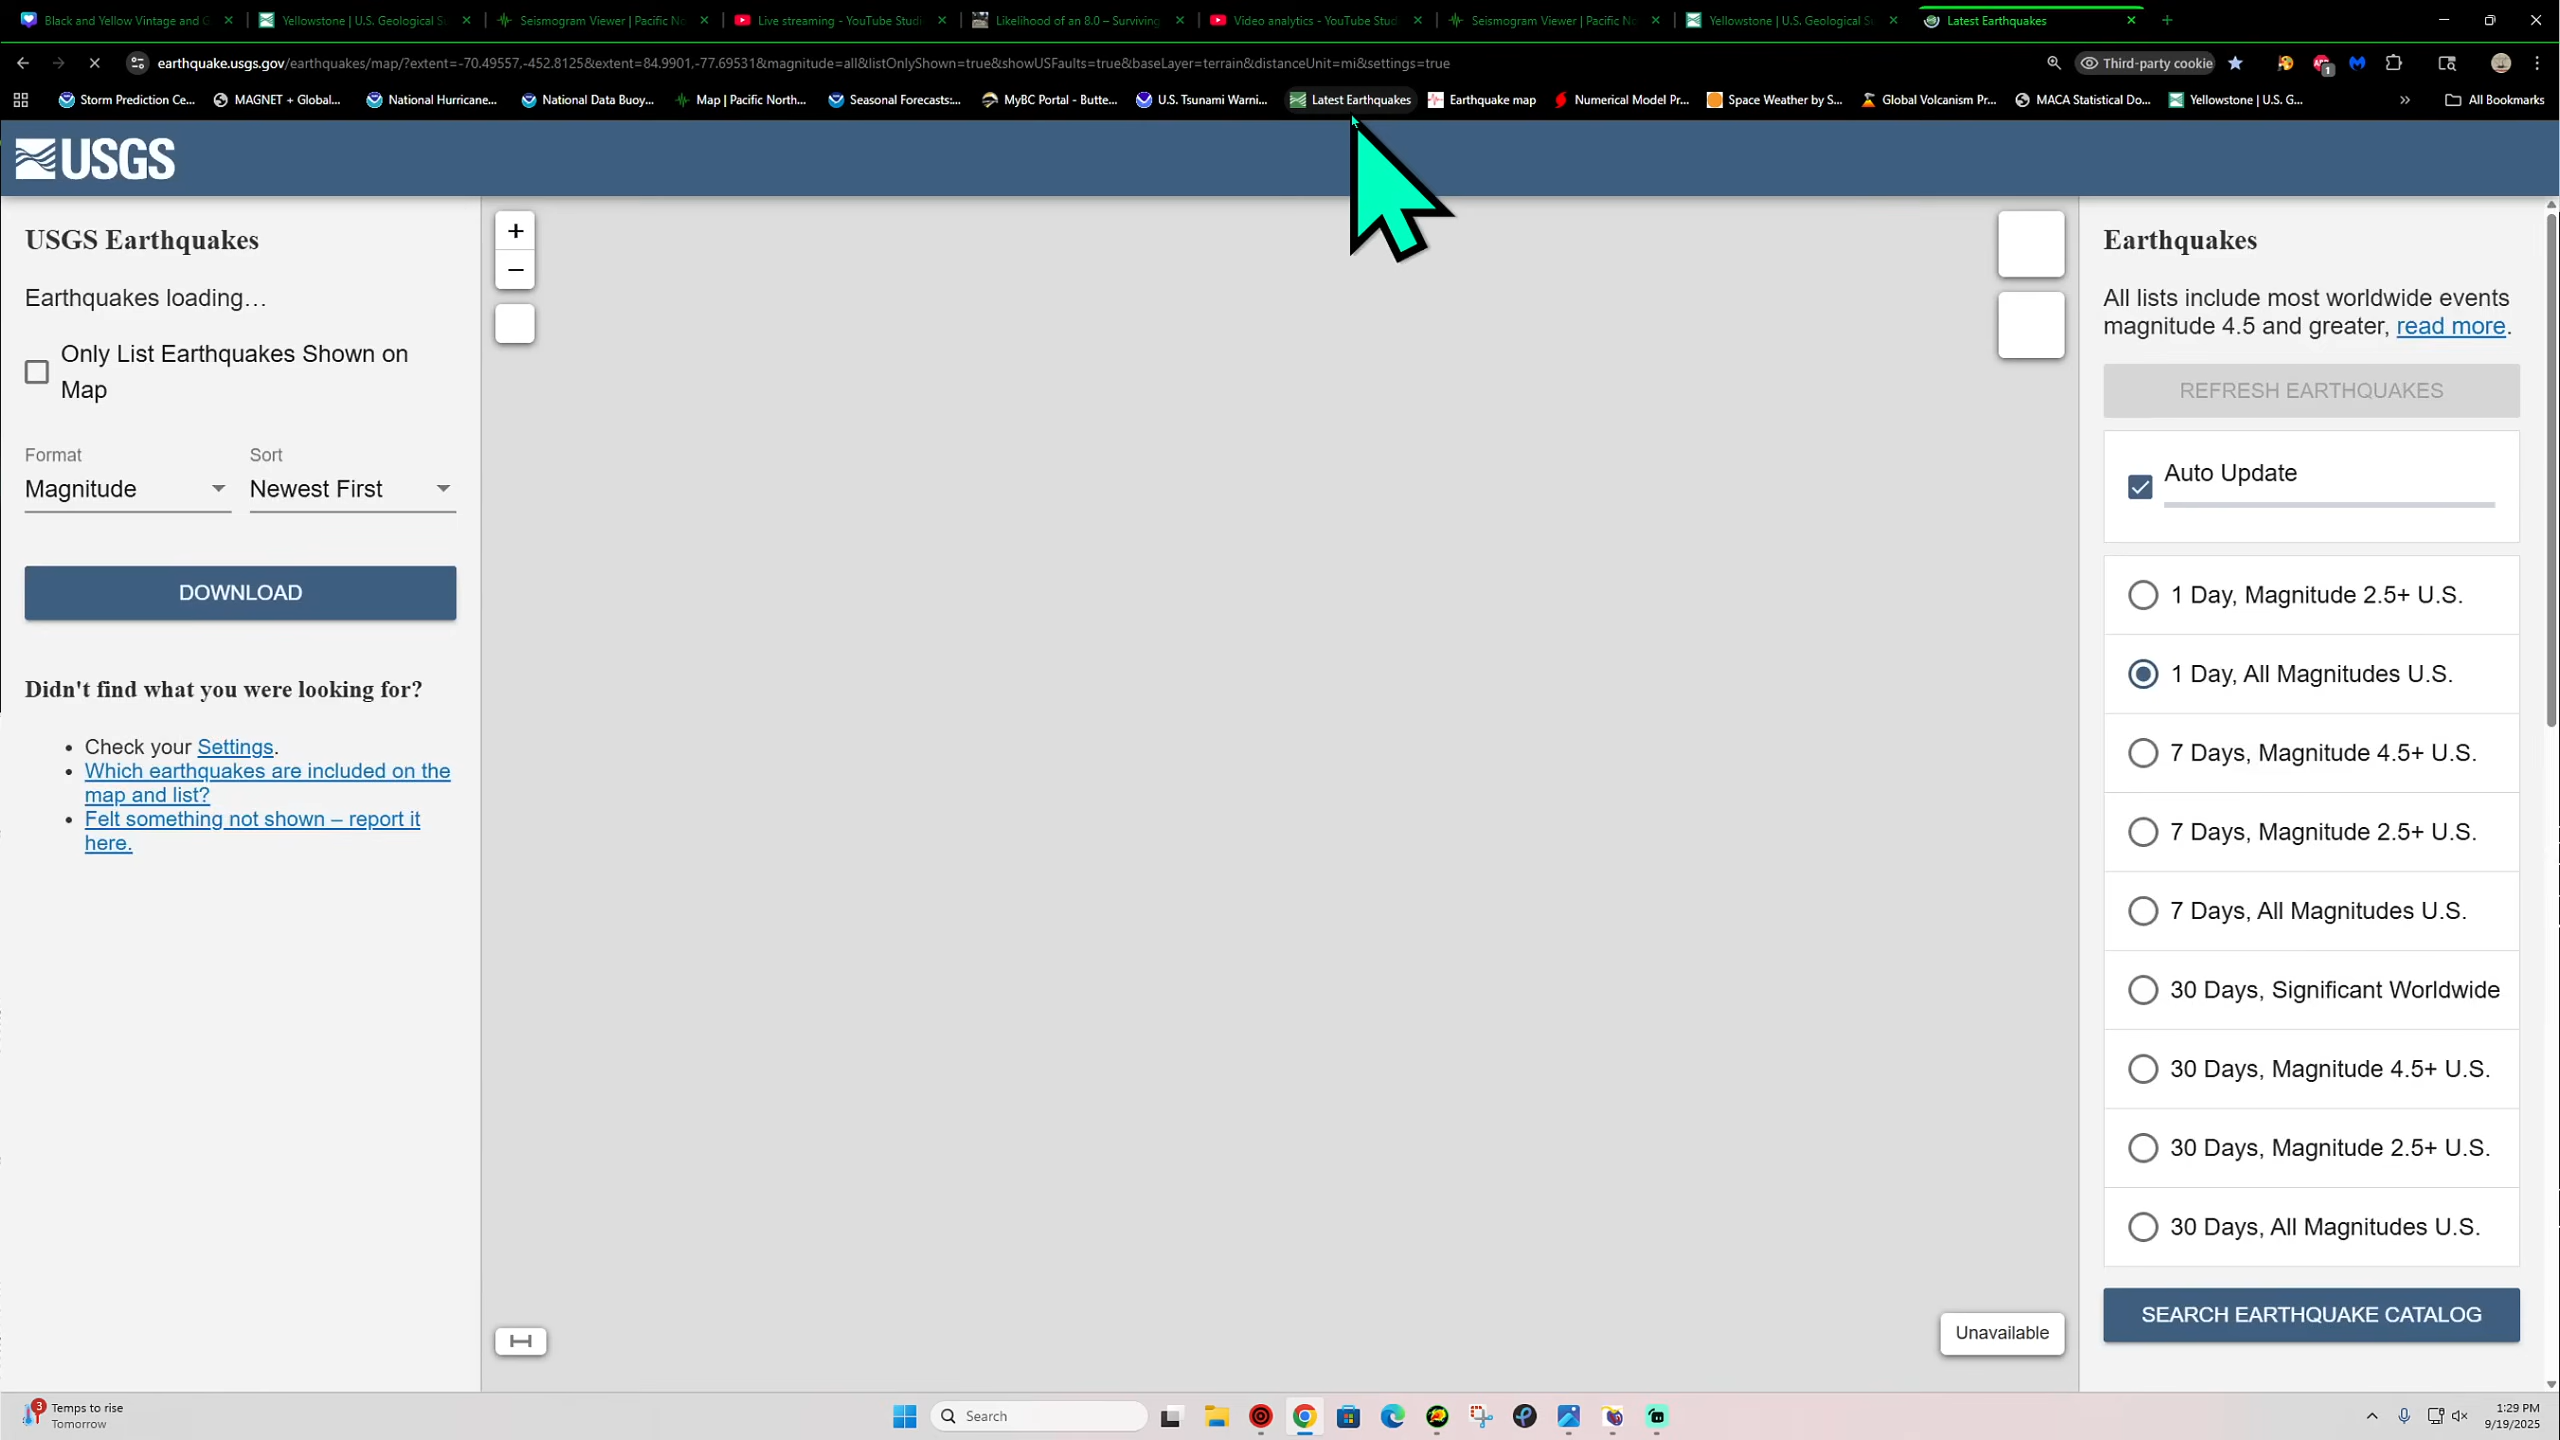 Black and Yellow Vintage and G
Yellowstone | U.S. Geological Su
Seismogram Viewer | Pacific No
Live streaming - YouTube Studi
Likelihood of an 8.0 – Surviving
Video analytics - YouTube Stud
Seismogram Viewer | Pacific No
Yellowstone | U.S. Geological Su
Latest Earthquakes
earthquake.usgs.gov/earthquakes/map/?extent=-70.49557,-452.8125&extent=84.9901,-77.69531&magnitude=all&listOnlyShown=true&showUSFaults=true&baseLayer=terrain&distanceUnit=mi&settings=true
Third-party cookie
1
Storm Prediction Ce...
MAGNET + Global...
National Hurricane...
National Data Buoy...
Map | Pacific North...
Seasonal Forecasts:...
MyBC Portal - Butte...
U.S. Tsunami Warni...
Latest Earthquakes
Earthquake map
Numerical Model Pr...
Space Weather by S...
Global Volcanism Pr...
MACA Statistical Do...
Yellowstone | U.S. G...
All Bookmarks
USGS
USGS Earthquakes
Earthquakes loading…
Only List Earthquakes Shown on
Map
Format
Sort
Magnitude
Newest First
DOWNLOAD
Didn't find what you were looking for?
• Check your Settings.
• Which earthquakes are included on the
map and list?
• Felt something not shown – report it
here.
+
−
Unavailable
Earthquakes
All lists include most worldwide events
magnitude 4.5 and greater, read more.
REFRESH EARTHQUAKES
Auto Update
1 Day, Magnitude 2.5+ U.S.
1 Day, All Magnitudes U.S.
7 Days, Magnitude 4.5+ U.S.
7 Days, Magnitude 2.5+ U.S.
7 Days, All Magnitudes U.S.
30 Days, Significant Worldwide
30 Days, Magnitude 4.5+ U.S.
30 Days, Magnitude 2.5+ U.S.
30 Days, All Magnitudes U.S.
SEARCH EARTHQUAKE CATALOG
3
Temps to rise
Tomorrow
Search
1:29 PM
9/19/2025